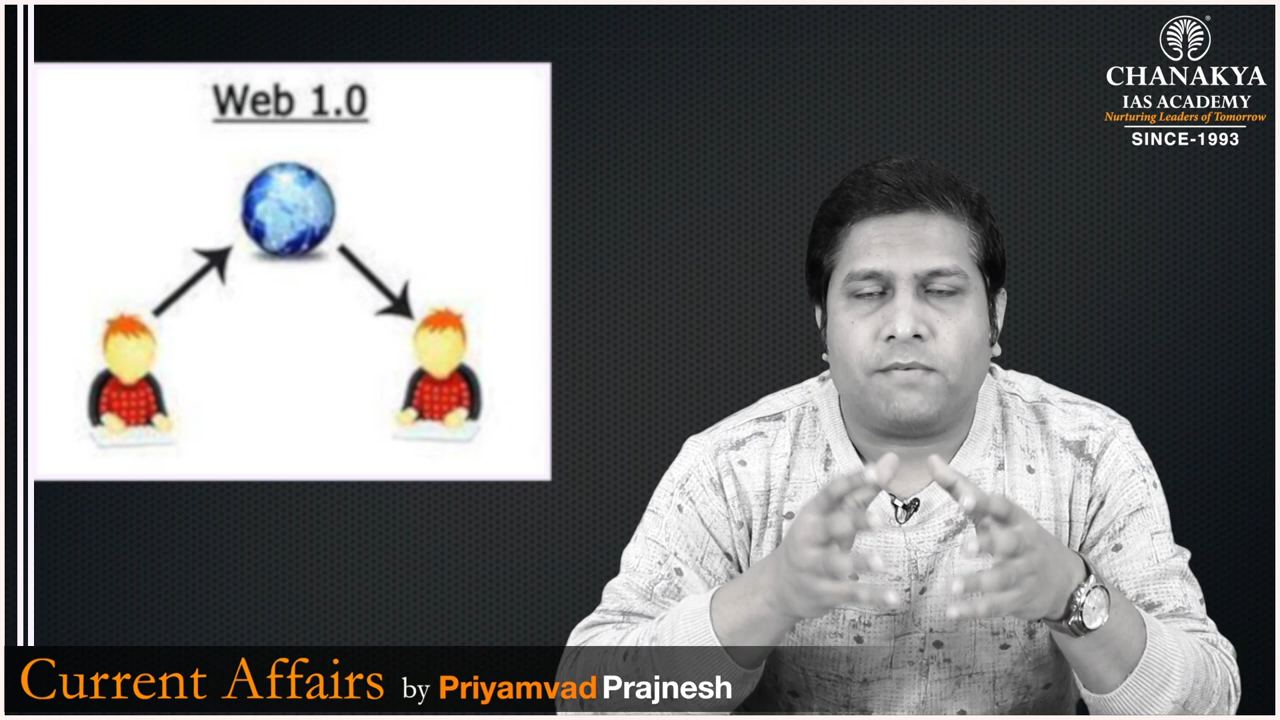 Web 1.0
®
CHANAKYA
IAS ACADEMY
Nurturing Leaders of Tomorrow
SINCE-1993
Current Affairs by Priyamvad Prajnesh